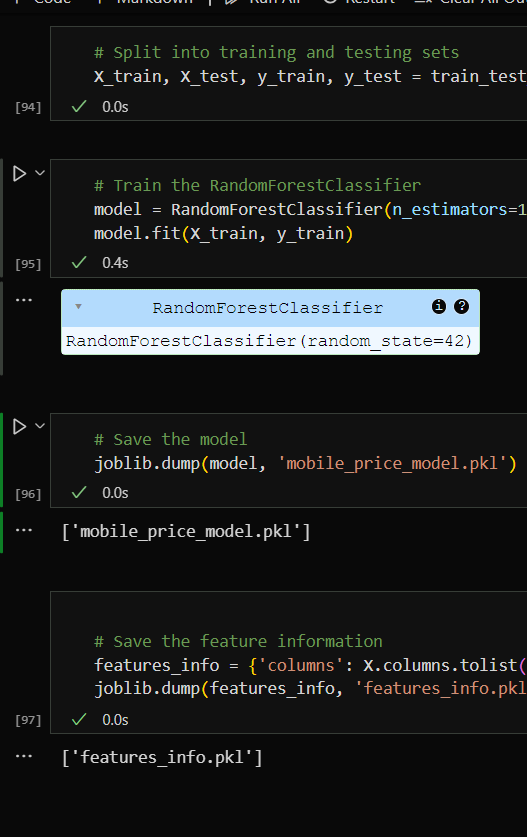 Code
Markdown
Run All
Restart
Clear All
# Split into training and testing sets
X_train, X_test, y_train, y_test = train_test
[94]
0.0s
# Train the RandomForestClassifier
model = RandomForestClassifier(n_estimators=1
model.fit(X_train, y_train)
[95]
0.4s
RandomForestClassifier
RandomForestClassifier(random_state=42)
# Save the model
joblib.dump(model, 'mobile_price_model.pkl')
[96]
0.0s
['mobile_price_model.pkl']
# Save the feature information
features_info = {'columns': X.columns.tolist(
joblib.dump(features_info, 'features_info.pkl
[97]
0.0s
['features_info.pkl']